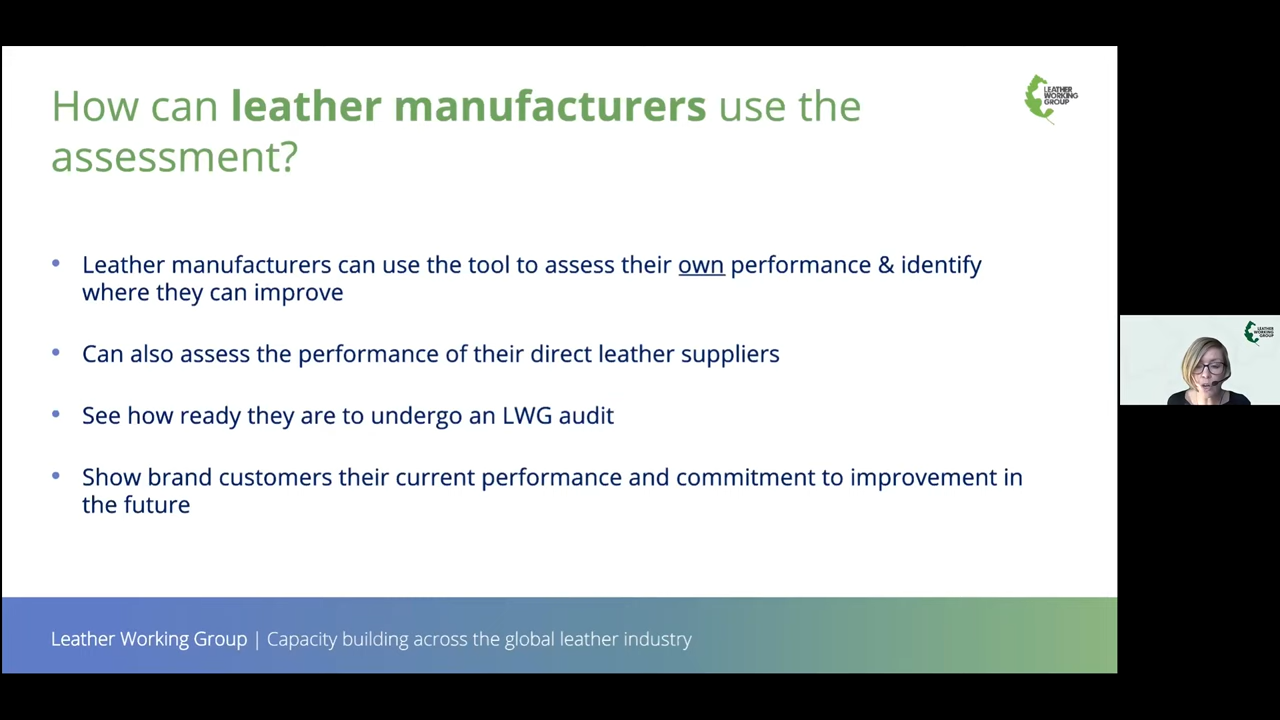 How can leather manufacturers use the
assessment?
LEATHER
WORKING
GROUP
• Leather manufacturers can use the tool to assess their own performance & identify
where they can improve
• Can also assess the performance of their direct leather suppliers
• See how ready they are to undergo an LWG audit
• Show brand customers their current performance and commitment to improvement in
the future
Leather Working Group | Capacity building across the global leather industry
LEATHER
WORKING
GROUP